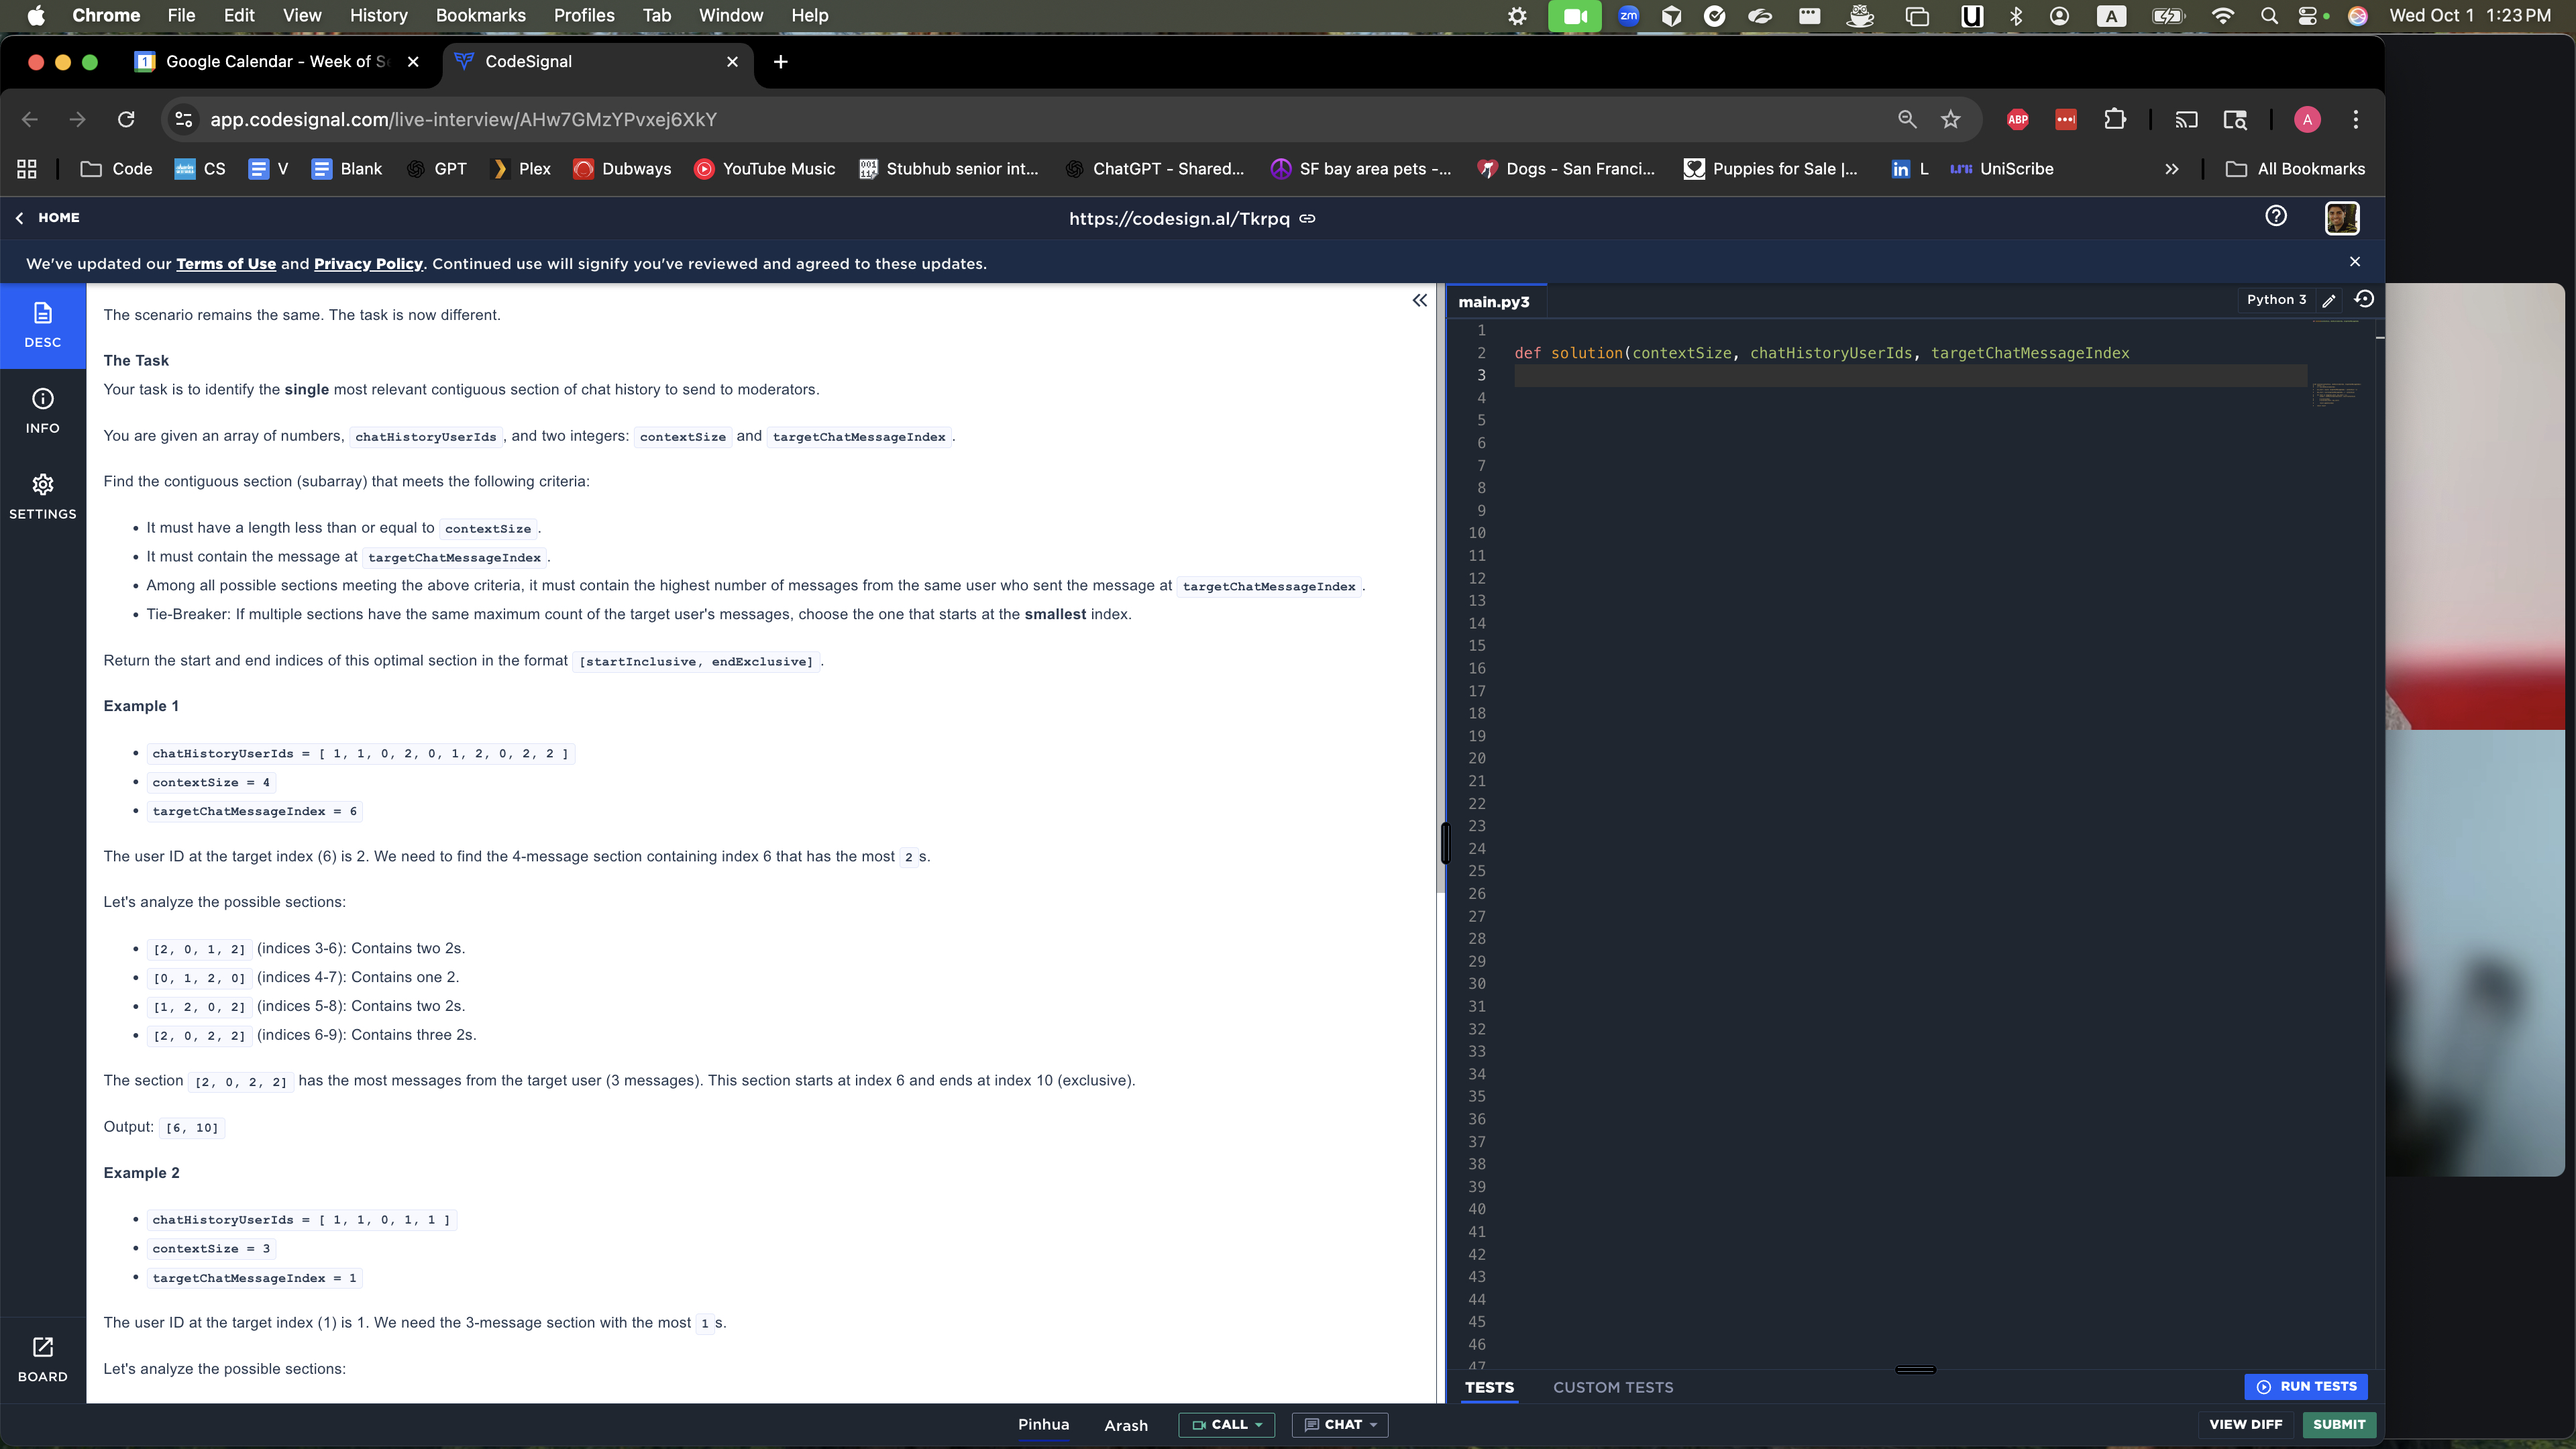 Chrome File Edit View History Bookmarks Profiles Tab Window Help zm U A Wed Oct 1 1:23 PM
1 Google Calendar - Week of S CodeSignal
app.codesignal.com/live-interview/AHw7GMzYPvxej6XkY ABP A
Code CS V Blank GPT Plex Dubways YouTube Music Stubhub senior int... ChatGPT - Shared... SF bay area pets -... Dogs - San Franci... Puppies for Sale |... in L UniScribe All Bookmarks
HOME https://codesign.al/Tkrpq
We've updated our Terms of Use and Privacy Policy. Continued use will signify you've reviewed and agreed to these updates.
DESC
INFO
SETTINGS
BOARD
The scenario remains the same. The task is now different.
The Task
Your task is to identify the single most relevant contiguous section of chat history to send to moderators.
You are given an array of numbers, chatHistoryUserIds , and two integers: contextSize and targetChatMessageIndex .
Find the contiguous section (subarray) that meets the following criteria:
• It must have a length less than or equal to contextSize .
• It must contain the message at targetChatMessageIndex .
• Among all possible sections meeting the above criteria, it must contain the highest number of messages from the same user who sent the message at targetChatMessageIndex .
• Tie-Breaker: If multiple sections have the same maximum count of the target user's messages, choose the one that starts at the smallest index.
Return the start and end indices of this optimal section in the format [startInclusive, endExclusive] .
Example 1
• chatHistoryUserIds = [ 1, 1, 0, 2, 0, 1, 2, 0, 2, 2 ]
• contextSize = 4
• targetChatMessageIndex = 6
The user ID at the target index (6) is 2. We need to find the 4-message section containing index 6 that has the most 2 s.
Let's analyze the possible sections:
• [2, 0, 1, 2] (indices 3-6): Contains two 2s.
• [0, 1, 2, 0] (indices 4-7): Contains one 2.
• [1, 2, 0, 2] (indices 5-8): Contains two 2s.
• [2, 0, 2, 2] (indices 6-9): Contains three 2s.
The section [2, 0, 2, 2] has the most messages from the target user (3 messages). This section starts at index 6 and ends at index 10 (exclusive).
Output: [6, 10]
Example 2
• chatHistoryUserIds = [ 1, 1, 0, 1, 1 ]
• contextSize = 3
• targetChatMessageIndex = 1
The user ID at the target index (1) is 1. We need the 3-message section with the most 1 s.
Let's analyze the possible sections:
main.py3 Python 3
1
2 def solution(contextSize, chatHistoryUserIds, targetChatMessageIndex
3
4
5
6
7
8
9
10
11
12
13
14
15
16
17
18
19
20
21
22
23
24
25
26
27
28
29
30
31
32
33
34
35
36
37
38
39
40
41
42
43
44
45
46
47
TESTS CUSTOM TESTS RUN TESTS
Pinhua Arash CALL CHAT VIEW DIFF SUBMIT